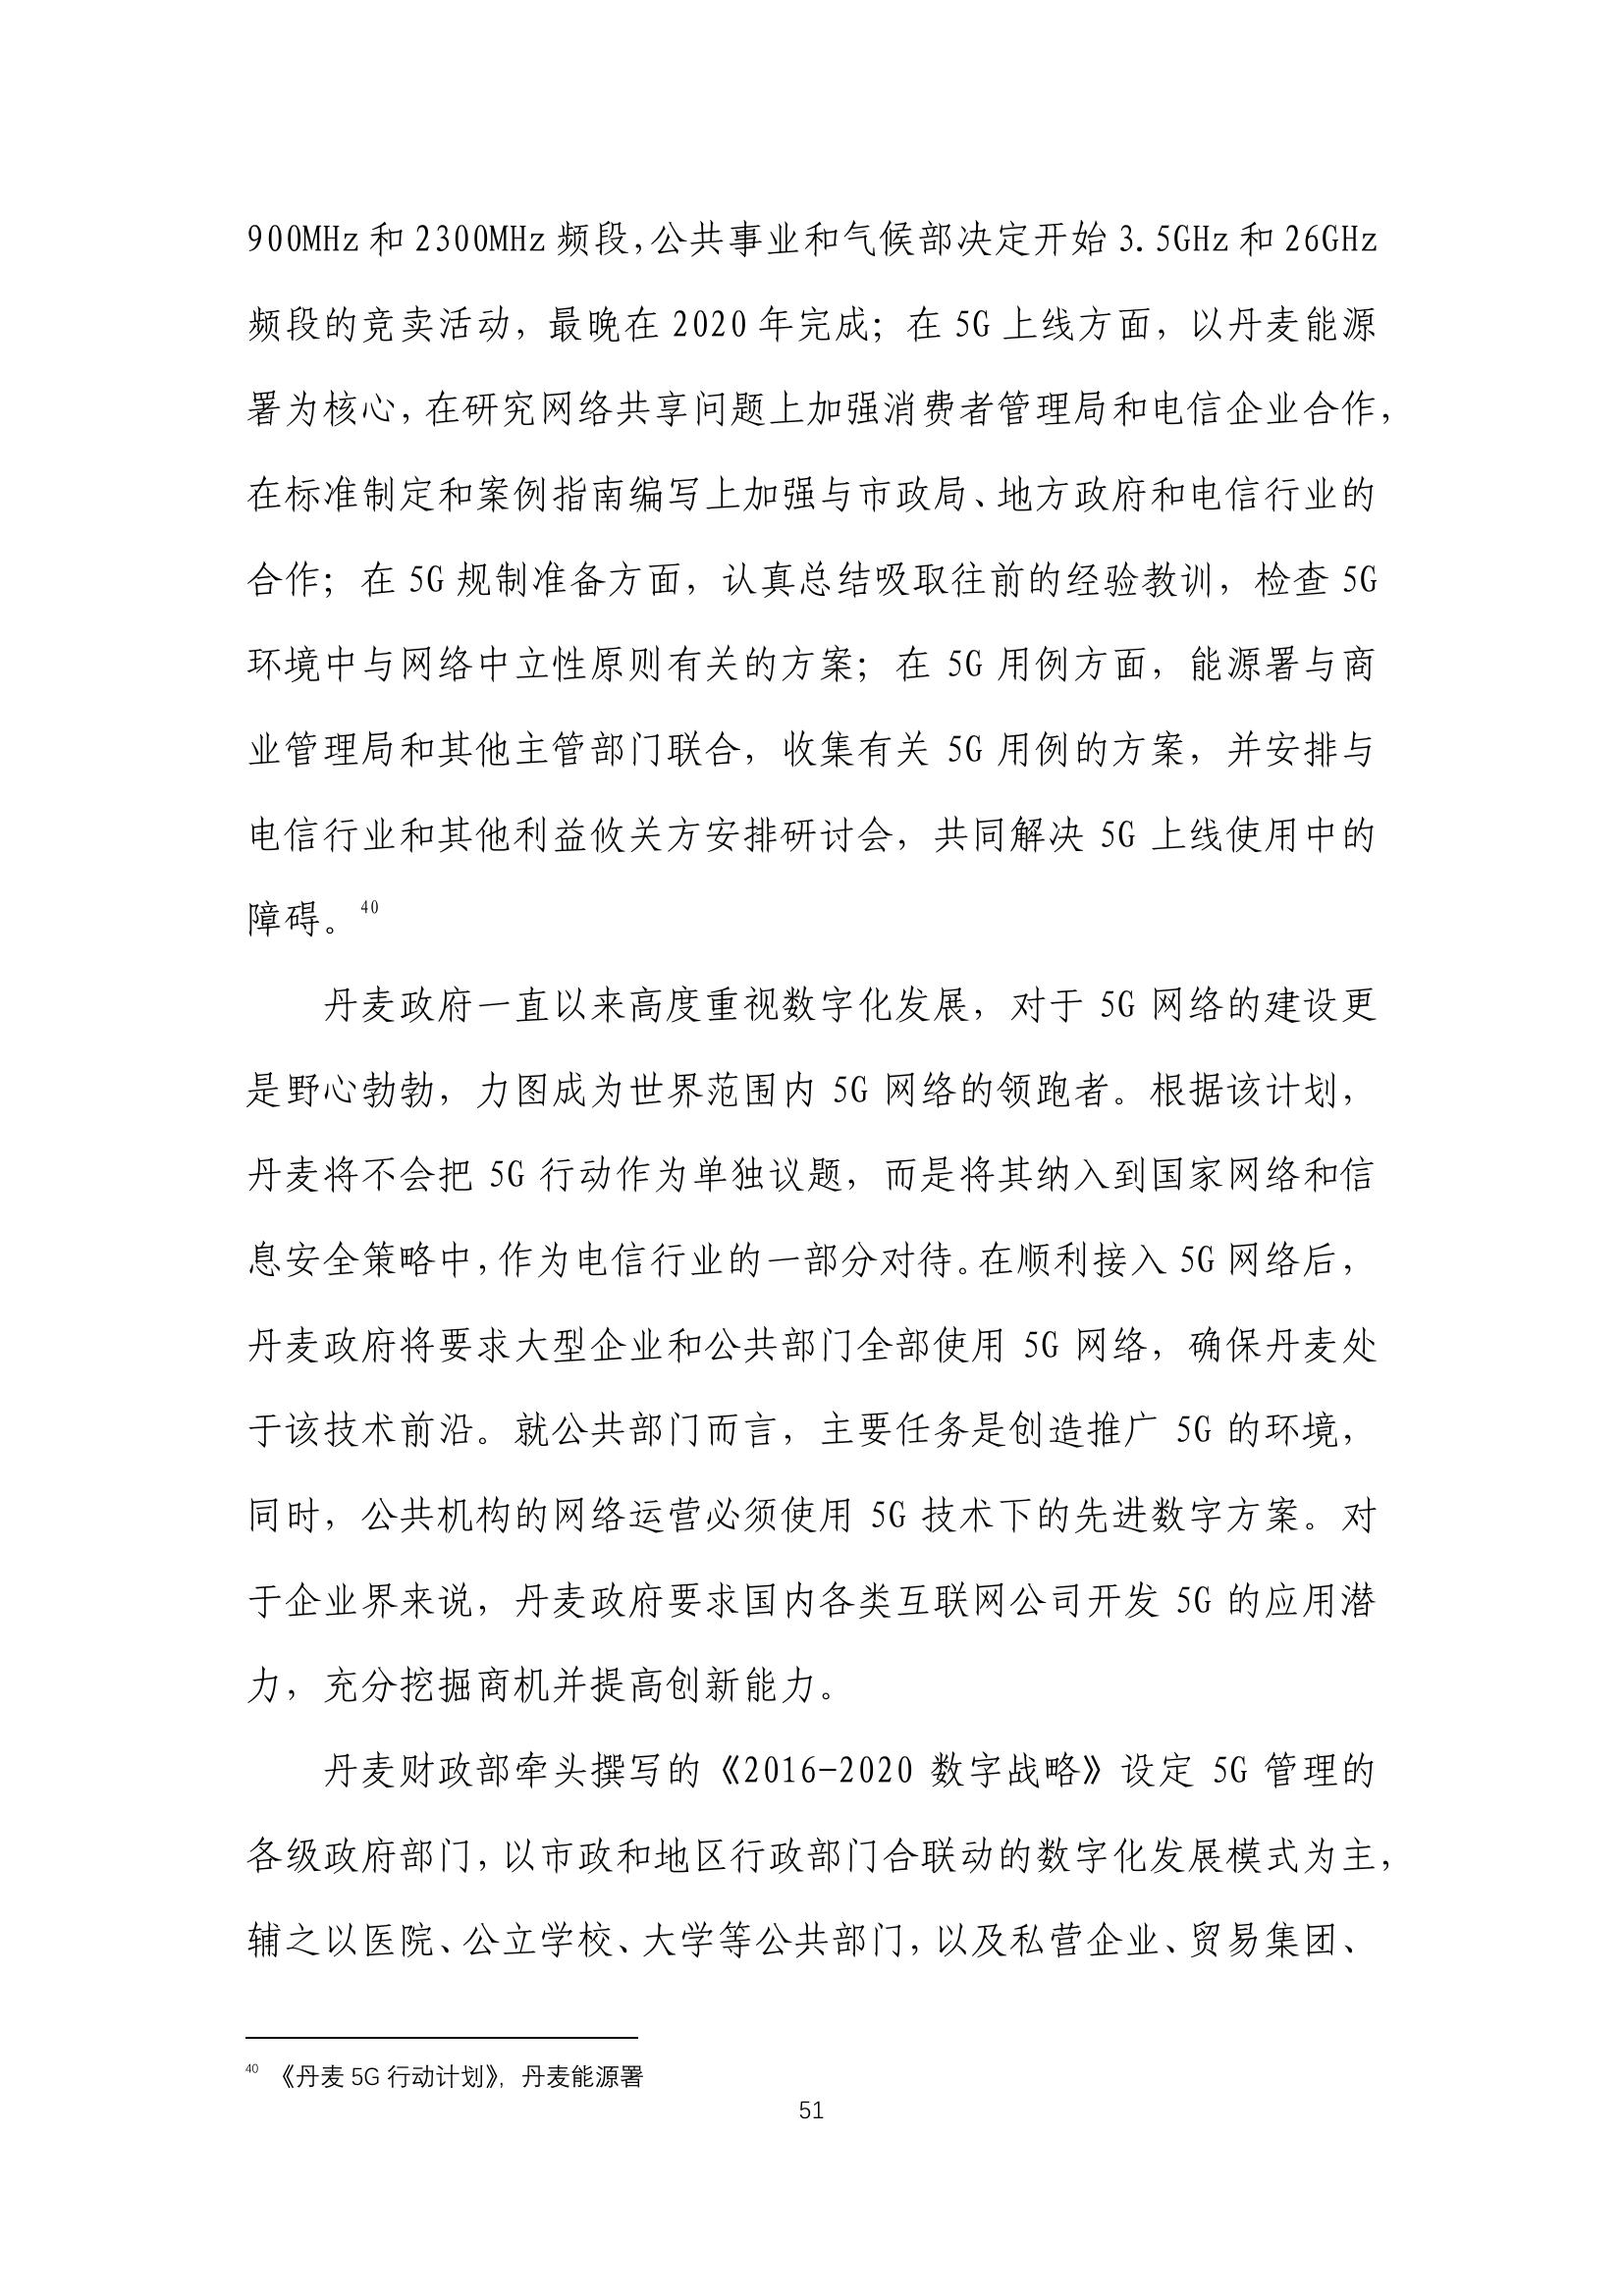 900MHz 和 2300MHz 频段，公共事业和气候部决定开始 3.5GHz 和 26GHz
频段的竞卖活动，最晚在 2020 年完成；在 5G 上线方面，以丹麦能源
署为核心，在研究网络共享问题上加强消费者管理局和电信企业合作，
在标准制定和案例指南编写上加强与市政局、地方政府和电信行业的
合作；在 5G 规制准备方面，认真总结吸取往前的经验教训，检查 5G
环境中与网络中立性原则有关的方案；在 5G 用例方面，能源署与商
业管理局和其他主管部门联合，收集有关 5G 用例的方案，并安排与
电信行业和其他利益攸关方安排研讨会，共同解决 5G 上线使用中的
障碍。40
丹麦政府一直以来高度重视数字化发展，对于 5G 网络的建设更
是野心勃勃，力图成为世界范围内 5G 网络的领跑者。根据该计划，
丹麦将不会把 5G 行动作为单独议题，而是将其纳入到国家网络和信
息安全策略中，作为电信行业的一部分对待。在顺利接入 5G 网络后，
丹麦政府将要求大型企业和公共部门全部使用 5G 网络，确保丹麦处
于该技术前沿。就公共部门而言，主要任务是创造推广 5G 的环境，
同时，公共机构的网络运营必须使用 5G 技术下的先进数字方案。对
于企业界来说，丹麦政府要求国内各类互联网公司开发 5G 的应用潜
力，充分挖掘商机并提高创新能力。
丹麦财政部牵头撰写的《2016-2020 数字战略》设定 5G 管理的
各级政府部门，以市政和地区行政部门合联动的数字化发展模式为主，
辅之以医院、公立学校、大学等公共部门，以及私营企业、贸易集团、
40 《丹麦 5G 行动计划》，丹麦能源署
51